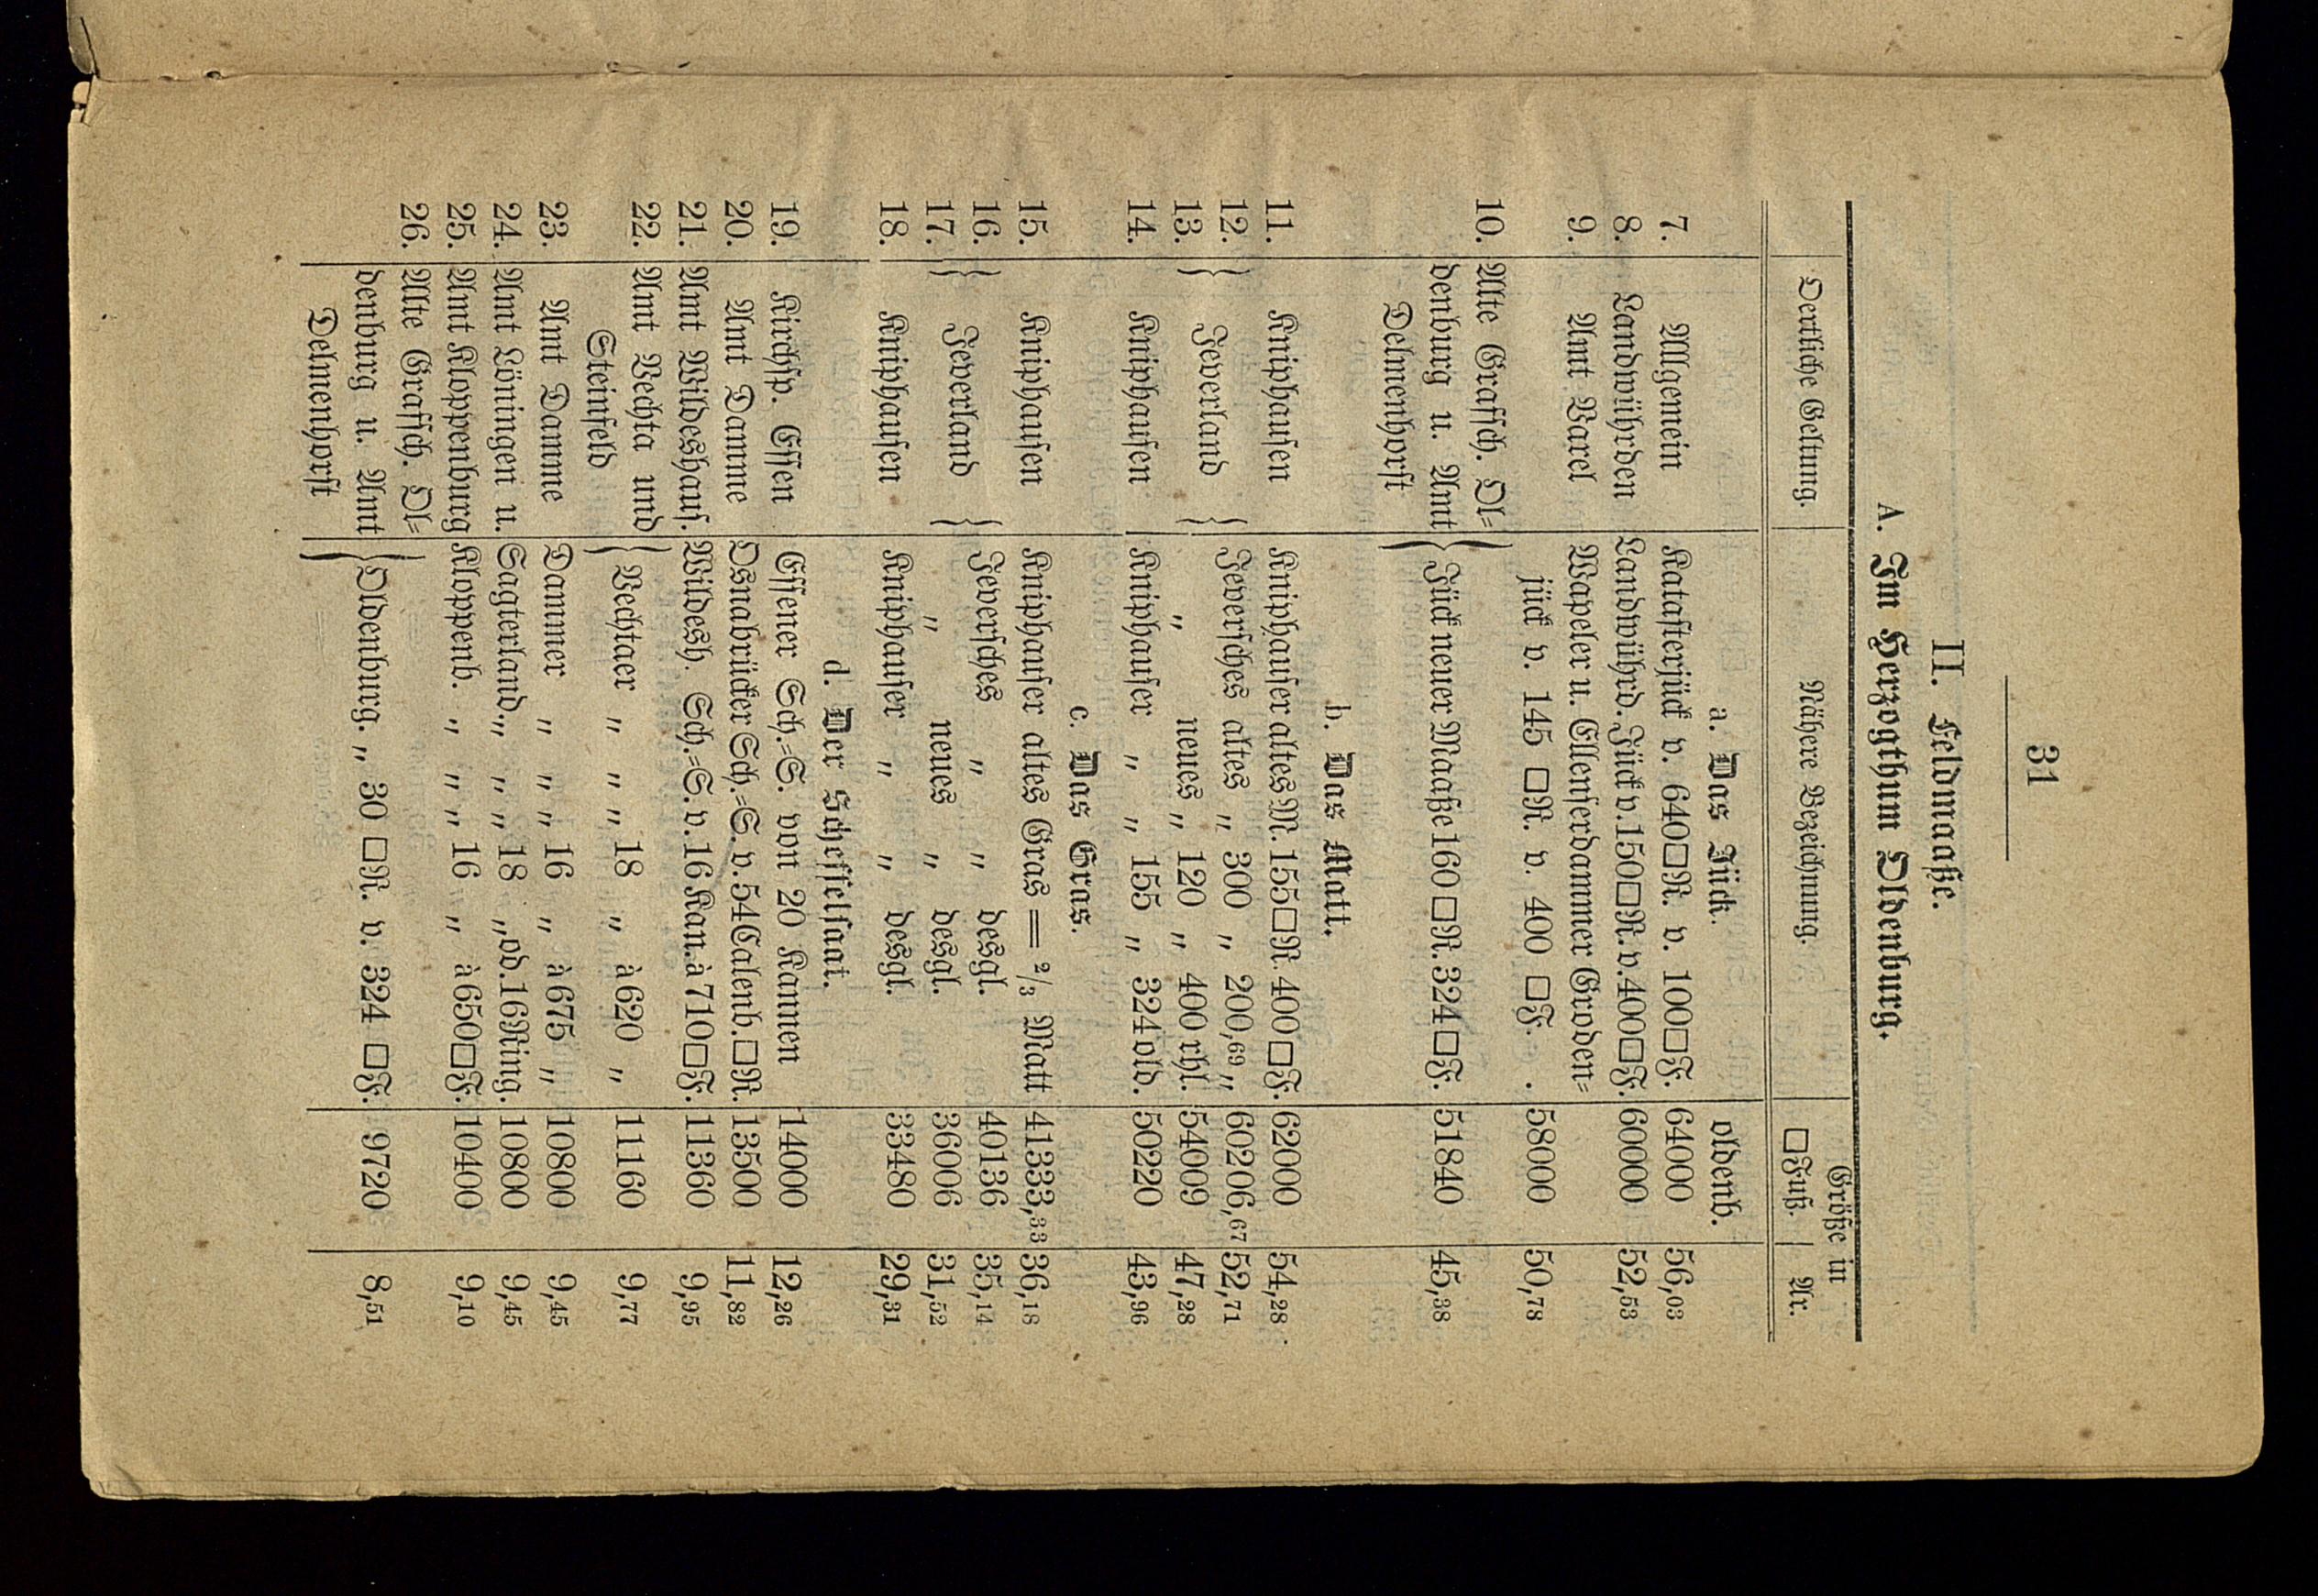 31
II. Feldmaaße.
A. Im Herzogthum Oldenburg.
Oertliche Geltung. Nähere Bezeichnung. Größe in
□Fuß. Ar.
a. Das Jück. oldenb.
7. Allgemein Katasterjück v. 640□R. v. 100□F. 64000 56,03
8. Landwührden Landwührd. Jück v. 150□R. v. 400□F. 60000 52,53
9. Amt Varel Wapeler u. Ellenserdammer Groden=
jück v. 145 □R. v. 400 □F. . 58000 50,78
10. Alte Grafsch. Ol=
denburg u. Amt } Jück neuer Maaße 160 □R. 324 □F. 51840 45,38
Delmenhorst
b. Das Matt.
11. Kniphausen Kniphauser altes M. 155□R. 400□F. 62000 54,28
12. } Jeverland { Jeversches altes „ 300 „ 200,69 „ 60206,67 52,71
13. „ neues „ 120 „ 400 rhl. 54009 47,28
14. Kniphausen Kniphauser „ „ 155 „ 324 old. 50220 43,96
c. Das Gras.
15. Kniphausen Kniphauser altes Gras = 2/3 Matt 41333,33 36,18
16. } Jeverland { Jeversches „ „ desgl. 40136 35,14
17. „ neues „ desgl. 36006 31,52
18. Kniphausen Kniphauser „ „ desgl. 33480 29,31
d. Der Scheffelsaat.
19. Kirchsp. Essen Essener Sch.=S. von 20 Kannen 14000 12,26
20. Amt Damme Osnabrücker Sch.=S. v. 54 Calenb. □R. 13500 11,82
21. Amt Wildeshaus. Wildesh. Sch.=S. v. 16 Kan. à 710□F. 11360 9,95
22. Amt Vechta und
Steinfeld } Vechtaer „ „ „ 18 „ à 620 „ 11160 9,77
23. Amt Damme Dammer „ „ „ 16 „ à 675 „ 10800 9,45
24. Amt Löningen u. Sagterland „ „ „ 18 „ od. 16 Ring. 10800 9,45
25. Amt Kloppenburg Kloppenb. „ „ „ 16 „ à 650□F. 10400 9,10
26. Alte Grafsch. Ol=
denburg u. Amt } Oldenburg. „ 30 □R. v. 324 □F. 9720 8,51
Delmenhorst